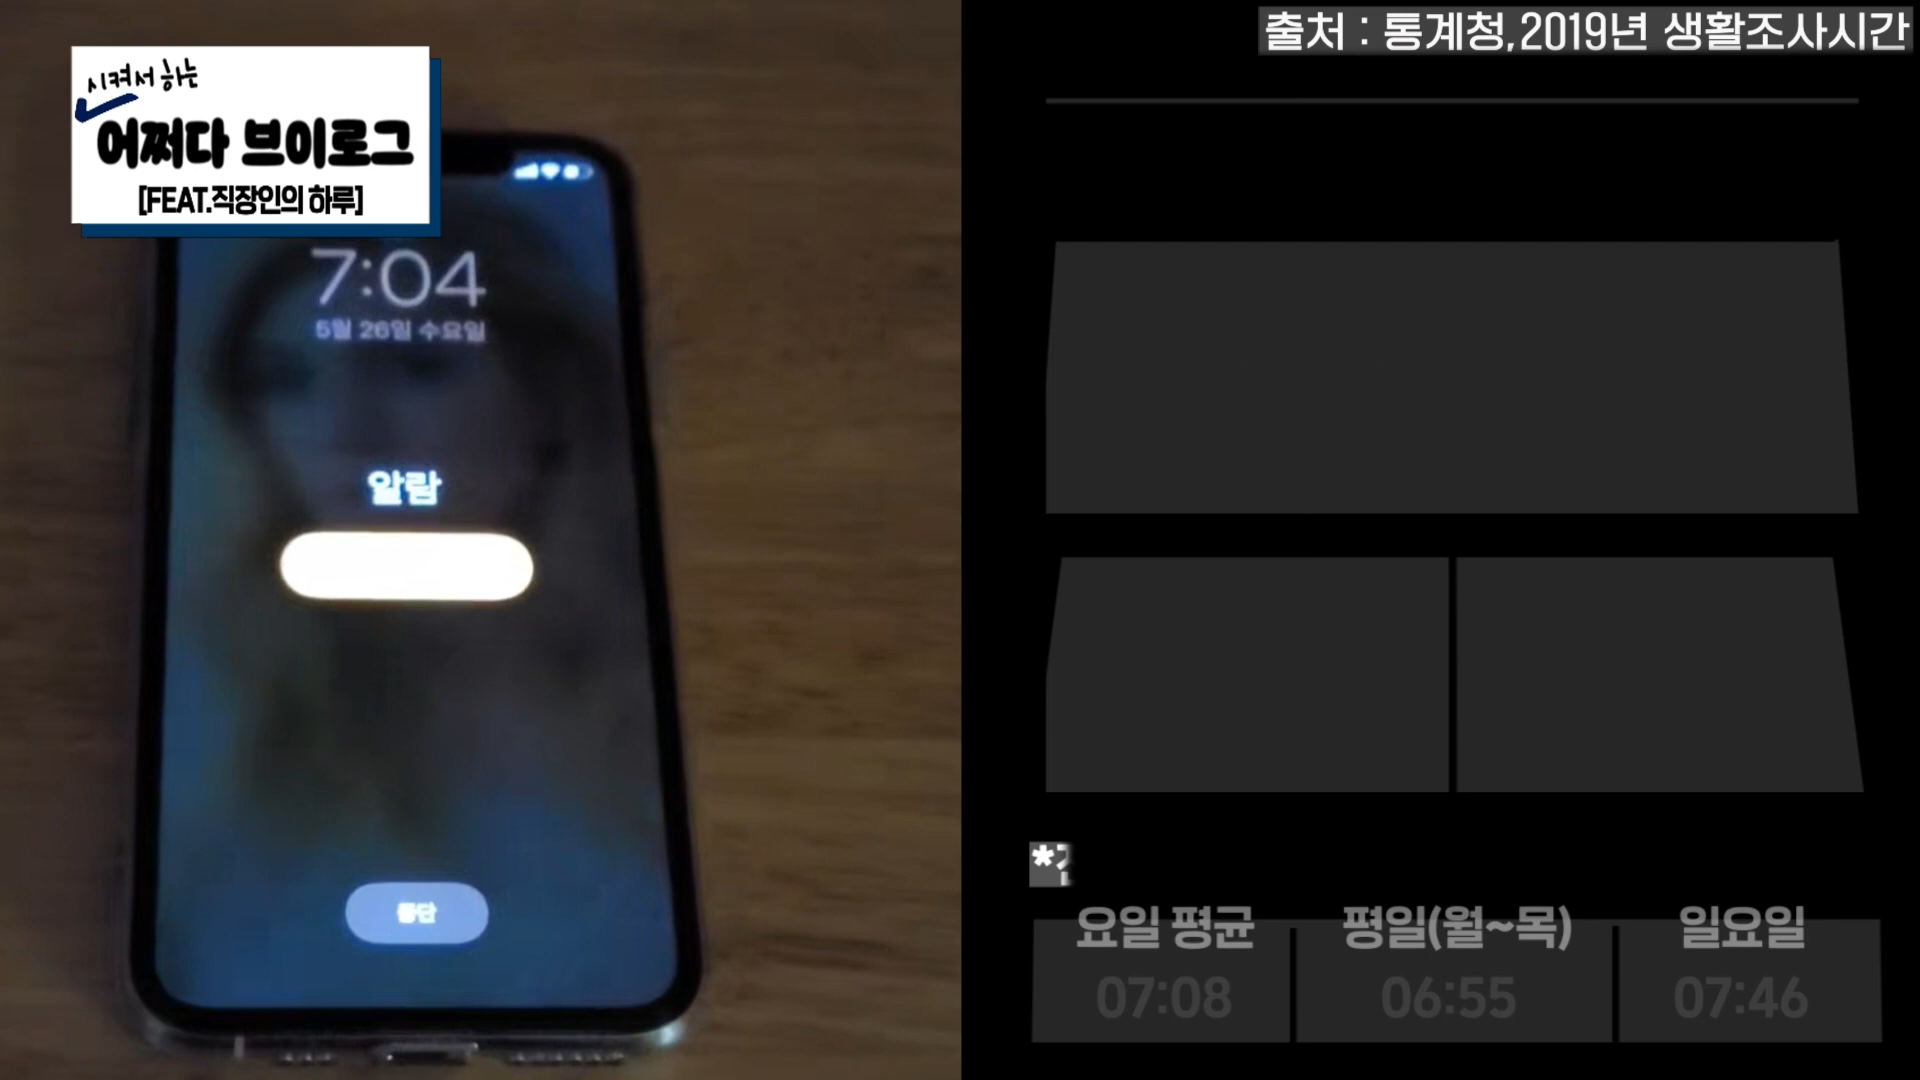 시켜서 하는
어쩌다 브이로그
[FEAT.직장인의 하루]
7:04
5월 26일 수요일
알람
중단
출처 : 통계청,2019년 생활조사시간
요일 평균 평일(월~목) 일요일
07:08 06:55 07:46